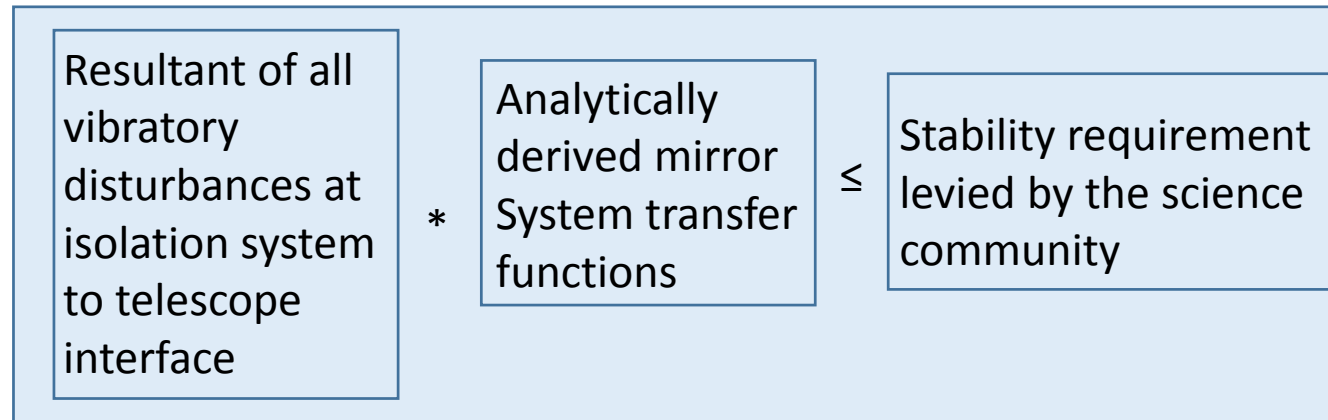 Resultant of all
vibratory
disturbances at
isolation system
to telescope
interface
*
Analytically
derived mirror
System transfer
functions
≤
Stability requirement
levied by the science
community